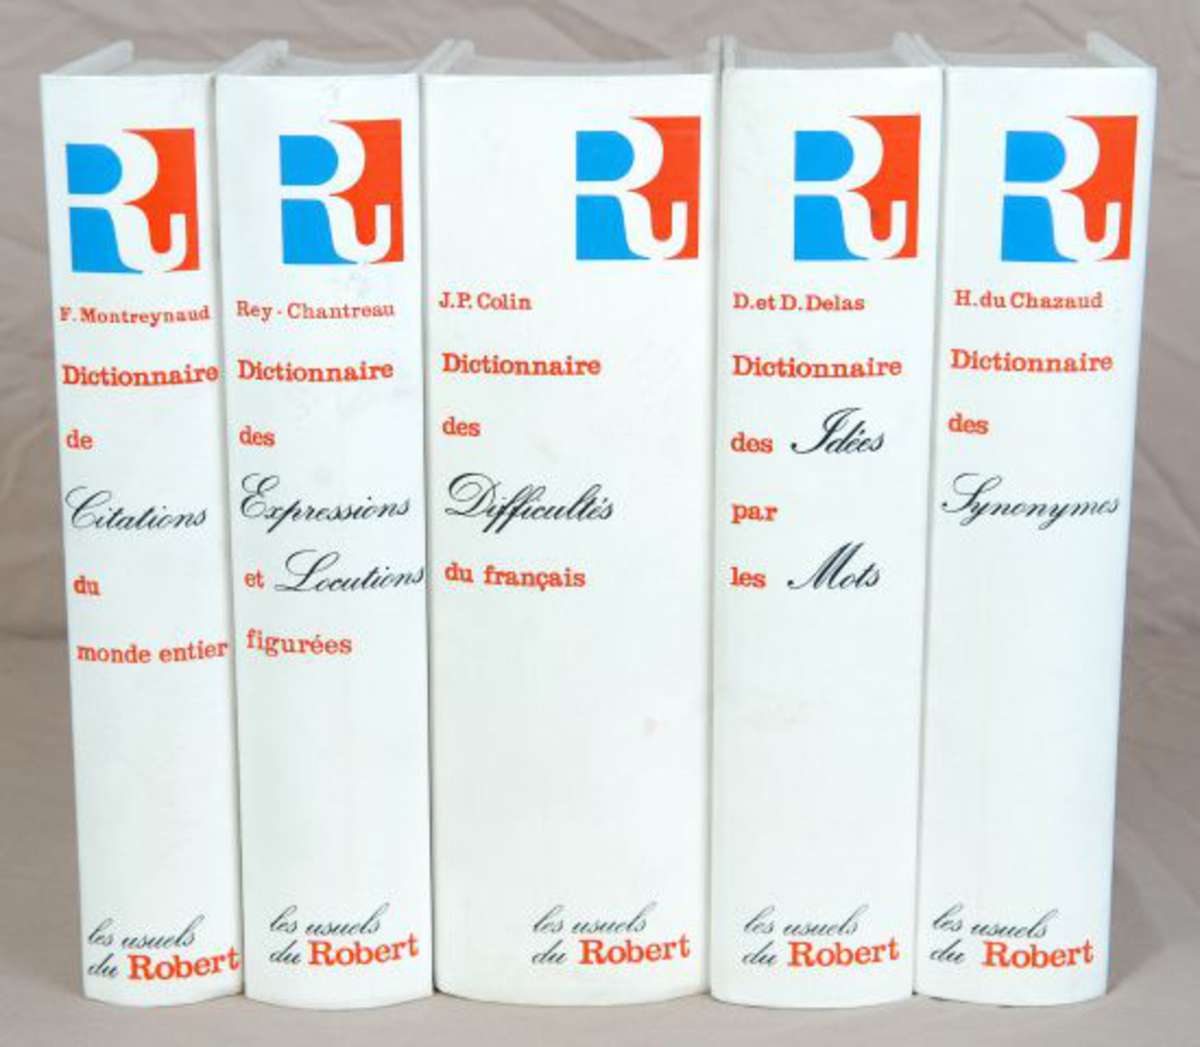 Ru
F. Montreynaud
Dictionnaire
de
Citations
du
monde entier
les usuels
du Robert
Ru
Rey - Chantreau
Dictionnaire
des
Expressions
et Locutions
figurées
les usuels
du Robert
Ru
J.P. Colin
Dictionnaire
des
Difficultés
du français
les usuels
du Robert
Ru
D. et D. Delas
Dictionnaire
des Idées
par
les Mots
les usuels
du Robert
Ru
H. du Chazaud
Dictionnaire
des
Synonymes
les usuels
du Robert